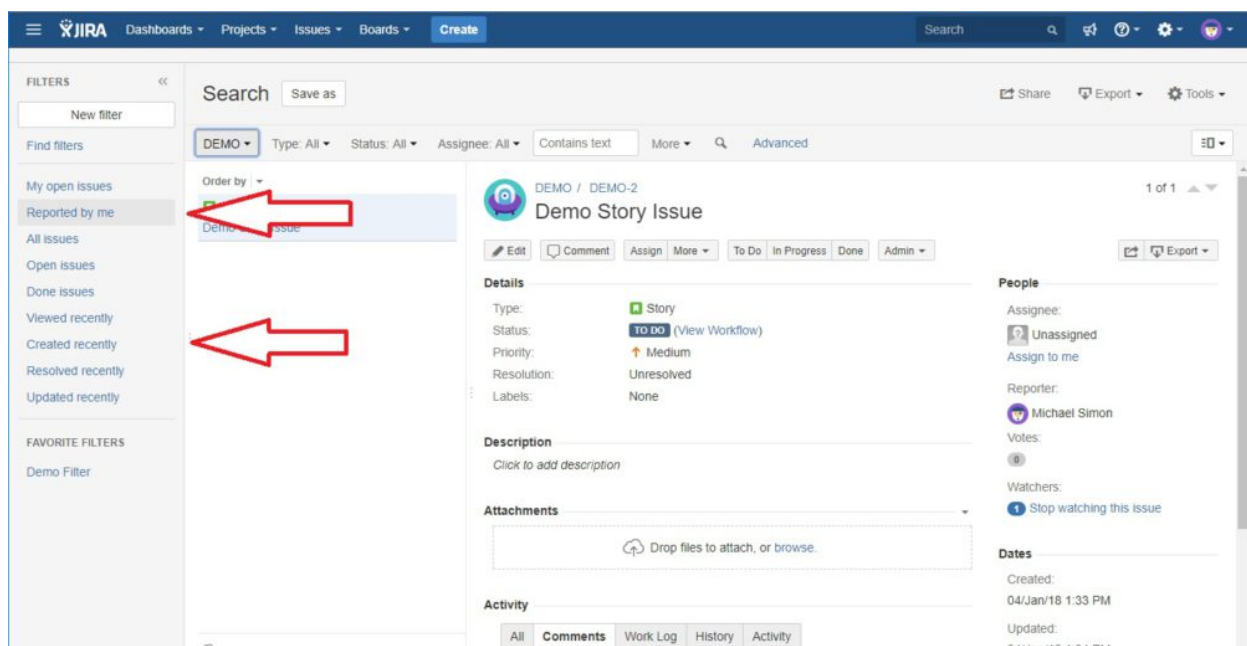 JIRA Dashboards Projects Issues Boards Create Search
FILTERS
New filter
Find filters
My open issues
Reported by me
All issues
Open issues
Done issues
Viewed recently
Created recently
Resolved recently
Updated recently
FAVORITE FILTERS
Demo Filter
Search Save as
Share Export Tools
DEMO Type: All Status: All Assignee: All Contains text More Advanced
Order by
Issue
DEMO / DEMO-2
1 of 1
Demo Story Issue
Edit Comment Assign More To Do In Progress Done Admin
Export
Details
Type: Story
Status: TO DO (View Workflow)
Priority: Medium
Resolution: Unresolved
Labels: None
Description
Click to add description
Attachments
Drop files to attach, or browse.
Activity
All Comments Work Log History Activity
People
Assignee:
Unassigned
Assign to me
Reporter:
Michael Simon
Votes:
0
Watchers:
1 Stop watching this issue
Dates
Created:
04/Jan/18 1:33 PM
Updated: